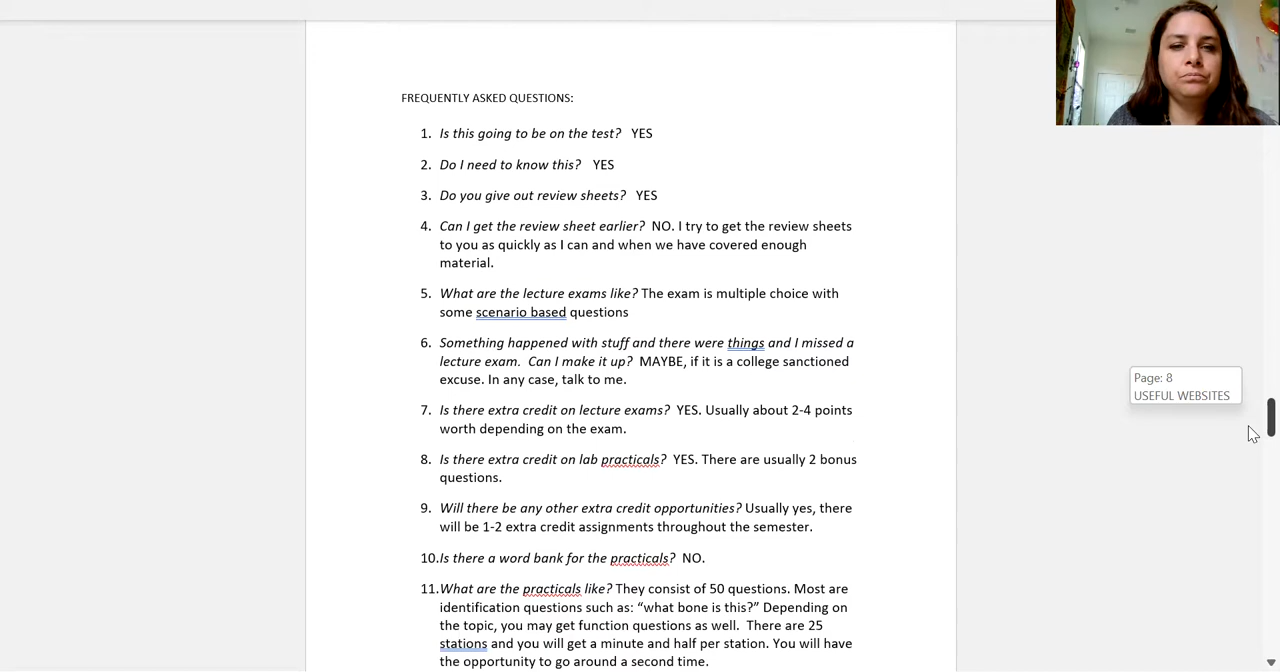 FREQUENTLY ASKED QUESTIONS:
1. Is this going to be on the test? YES
2. Do I need to know this? YES
3. Do you give out review sheets? YES
4. Can I get the review sheet earlier? NO. I try to get the review sheets
to you as quickly as I can and when we have covered enough
material.
5. What are the lecture exams like? The exam is multiple choice with
some scenario based questions
6. Something happened with stuff and there were things and I missed a
lecture exam. Can I make it up? MAYBE, if it is a college sanctioned
excuse. In any case, talk to me.
7. Is there extra credit on lecture exams? YES. Usually about 2-4 points
worth depending on the exam.
8. Is there extra credit on lab practicals? YES. There are usually 2 bonus
questions.
9. Will there be any other extra credit opportunities? Usually yes, there
will be 1-2 extra credit assignments throughout the semester.
10.Is there a word bank for the practicals? NO.
11.What are the practicals like? They consist of 50 questions. Most are
identification questions such as: “what bone is this?” Depending on
the topic, you may get function questions as well. There are 25
stations and you will get a minute and half per station. You will have
the opportunity to go around a second time.
Page: 8
USEFUL WEBSITES